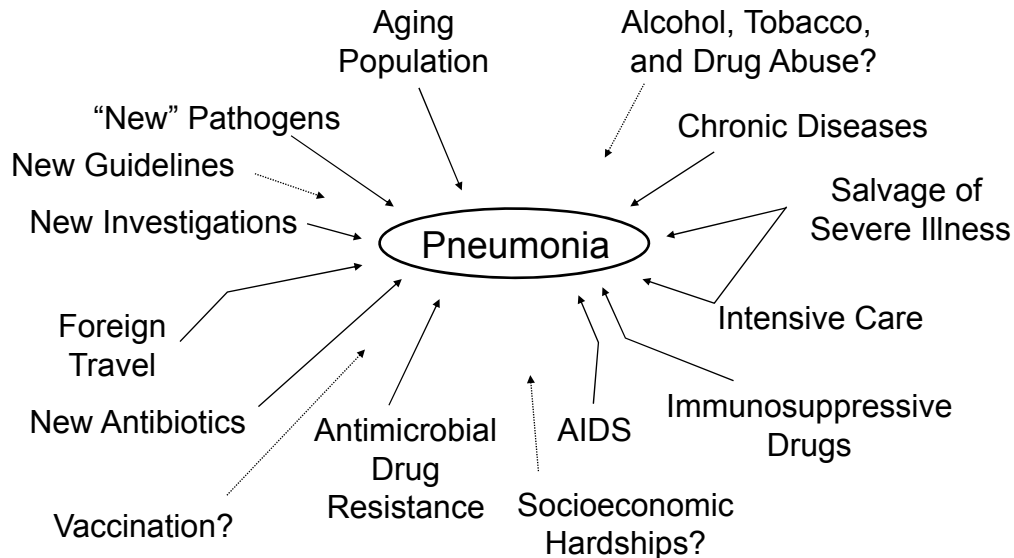 Aging
Population
Alcohol, Tobacco,
and Drug Abuse?
“New” Pathogens
Chronic Diseases
New Guidelines
Salvage of
Severe Illness
New Investigations
Pneumonia
Foreign
Travel
Intensive Care
New Antibiotics
Antimicrobial
Drug
Resistance
AIDS
Immunosuppressive
Drugs
Vaccination?
Socioeconomic
Hardships?